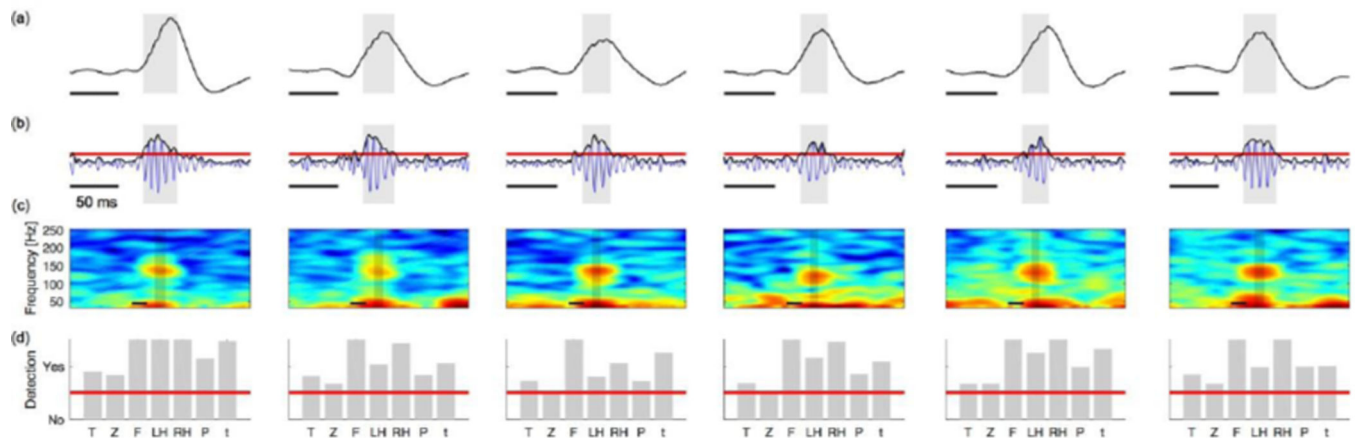 (a)
(b)
50 ms
(c)
Frequency [Hz]
250
200
150
100
50
(d)
Detection
Yes
No
T Z F LH RH P t
T Z F LH RH P t
T Z F LH RH P t
T Z F LH RH P t
T Z F LH RH P t
T Z F LH RH P t